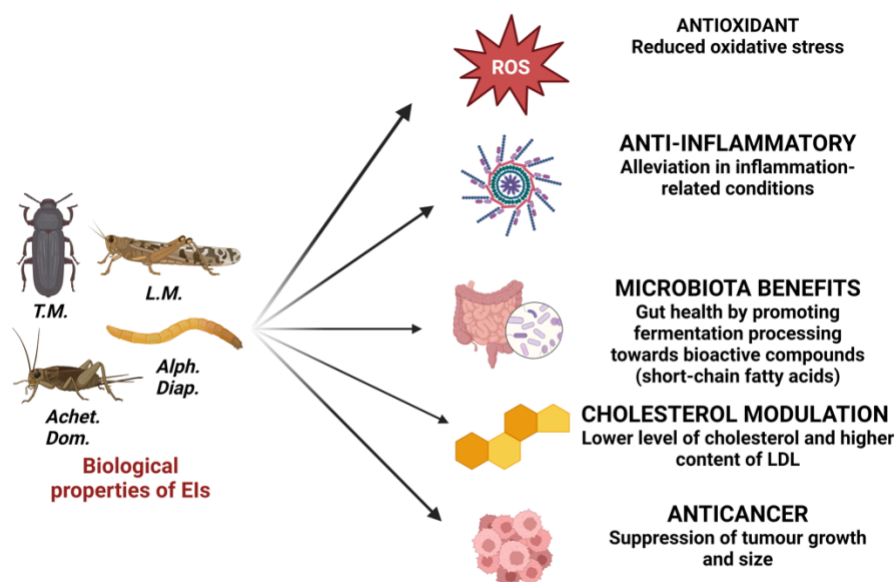 ANTIOXIDANT
Reduced oxidative stress
ROS
ANTI-INFLAMMATORY
Alleviation in inflammation-
related conditions
T.M.
L.M.
MICROBIOTA BENEFITS
Gut health by promoting
fermentation processing
towards bioactive compounds
(short-chain fatty acids)
Alph.
Diap.
Achet.
Dom.
CHOLESTEROL MODULATION
Lower level of cholesterol and higher
content of LDL
Biological
properties of EIs
ANTICANCER
Suppression of tumour growth
and size